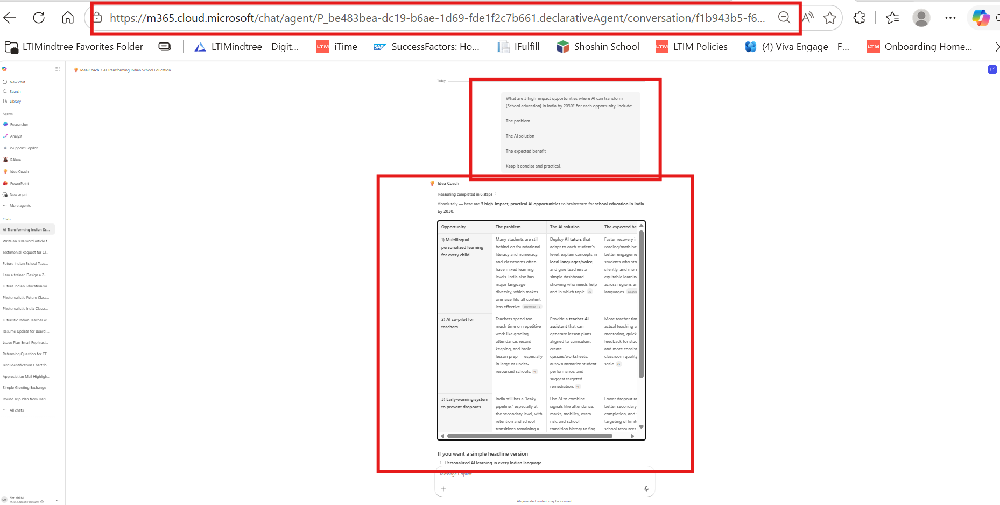 https://m365.cloud.microsoft/chat/agent/P_be483bea-dc19-b6ae-1d69-fde1f2c7b661.declarativeAgent/conversation/f1b943b5-f6...
LTIMindtree Favorites Folder
LTIMindtree - Digit...
LTM iTime
SAP SuccessFactors: Ho...
IFulfill
Shoshin School
LTM LTIM Policies
(4) Viva Engage - F...
LTM Onboarding Home...
New chat
Search
Library
Agents
Researcher
Analyst
iSupport Copilot
RAIma
Idea Coach
PowerPoint
New agent
More agents
Chats
AI Transforming Indian Sc...
Write an 800-word article f...
Testimonial Request for Cl...
Future Indian School Teac...
I am a trainer. Design a 2-...
Future Indian Education wi...
Photorealistic Future Class...
Photorealistic India Classr...
Futuristic Indian Teacher w...
Resume Update for Board ...
Leave Plan Email Rephrasi...
Reframing Question for CE...
Bird Identification Chart fo...
Appreciation Mail Highligh...
Simple Greeting Exchange
Round Trip Plan from Hari...
All chats
SM
Shruthi M
M365 Copilot (Premium)
Idea Coach > AI Transforming Indian School Education
Today
What are 3 high-impact opportunities where AI can transform
[School education] in India by 2030? For each opportunity, include:
The problem
The AI solution
The expected benefit
Keep it concise and practical.
Idea Coach
Reasoning completed in 6 steps >
Absolutely — here are 3 high-impact, practical AI opportunities to brainstorm for school education in India
by 2030:
Opportunity
The problem
The AI solution
The expected ber
1) Multilingual
personalized learning
for every child
Many students are still
behind on foundational
literacy and numeracy,
and classrooms often
have mixed learning
levels. India also has
major language
diversity, which makes
one-size-fits-all content
less effective.
Deploy AI tutors that
adapt to each student's
level, explain concepts in
local languages/voice,
and give teachers a
simple dashboard
showing who needs help
and in which topic.
Faster recovery in
reading/math bas
better engageme
students who stru
silently, and more
equitable learning
across regions an
languages.
2) AI co-pilot for
teachers
Teachers spend too
much time on repetitive
work like grading,
attendance, record-
keeping, and basic
lesson prep — especially
in large or under-
resourced schools.
Provide a teacher AI
assistant that can
generate lesson plans
aligned to curriculum,
create
quizzes/worksheets,
auto-summarize student
performance, and
suggest targeted
remediation.
More teacher tim
actual teaching a
mentoring, quick
feedback for stud
and more consist
classroom quality
scale.
3) Early-warning system
to prevent dropouts
India still has a "leaky
pipeline," especially at
the secondary level, with
retention and school
transitions remaining a
Use AI to combine
signals like attendance,
marks, mobility, exam
risk, and school-
transition history to flag
Lower dropout ra
better secondary
completion, and s
targeting of limite
school resources
If you want a simple headline version
1. Personalized AI learning in every Indian language
Message Copilot
AI-generated content may be incorrect